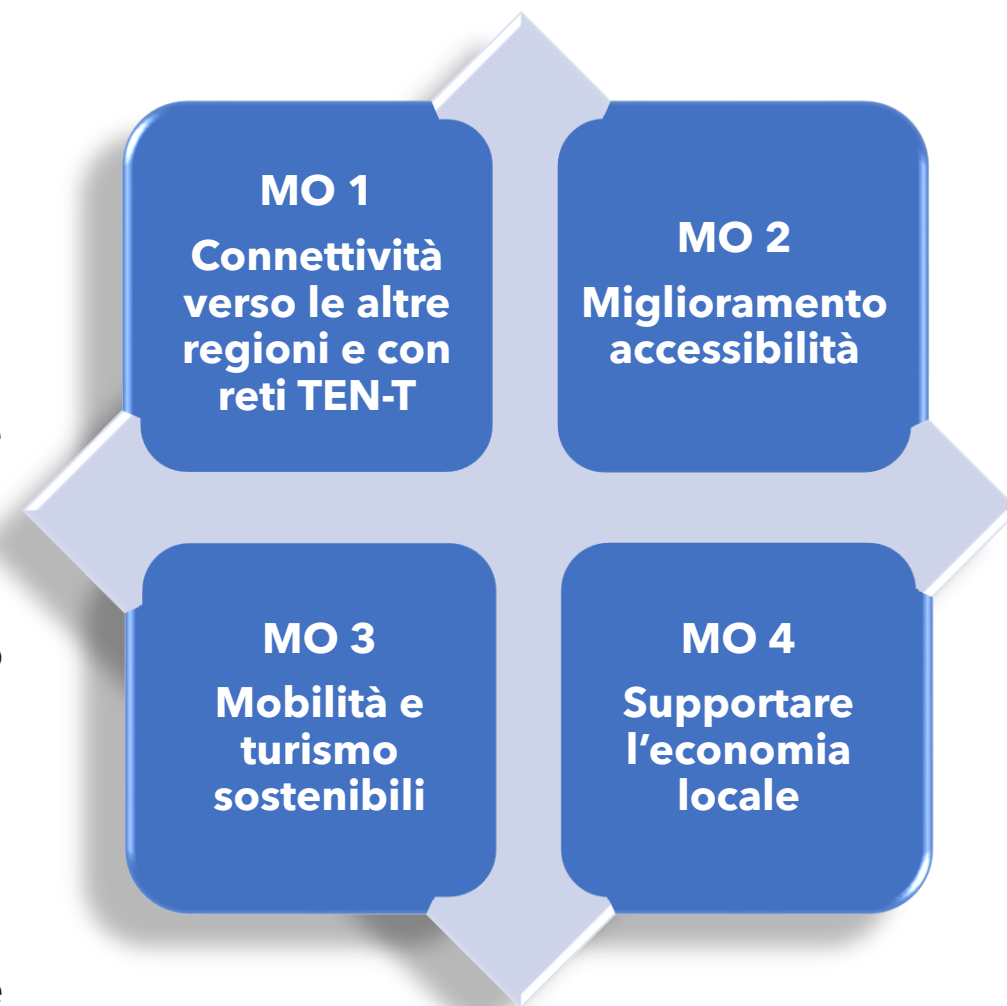 MO 1
Connettività
verso le altre
regioni e con
reti TEN-T
MO 2
Miglioramento
accessibilità
MO 3
Mobilità e
turismo
sostenibili
MO 4
Supportare
l’economia
locale